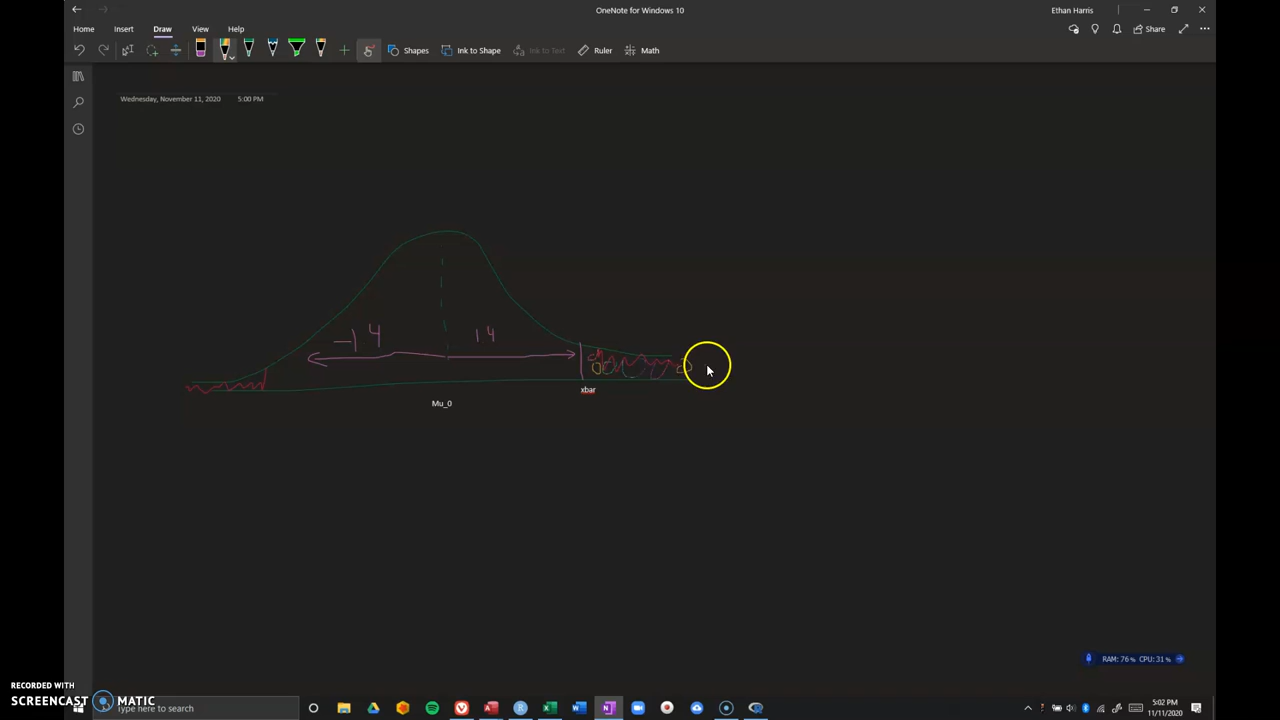 OneNote for Windows 10
Ethan Harris
Home Insert Draw View Help
Share
Shapes Ink to Shape Ink to Text Ruler Math
Wednesday, November 11, 2020 5:00 PM
-14 14
xbar
Mu_0
RAM: 76% CPU: 31%
RECORDED WITH
SCREENCAST MATIC
Type here to search
5:02 PM
11/11/2020